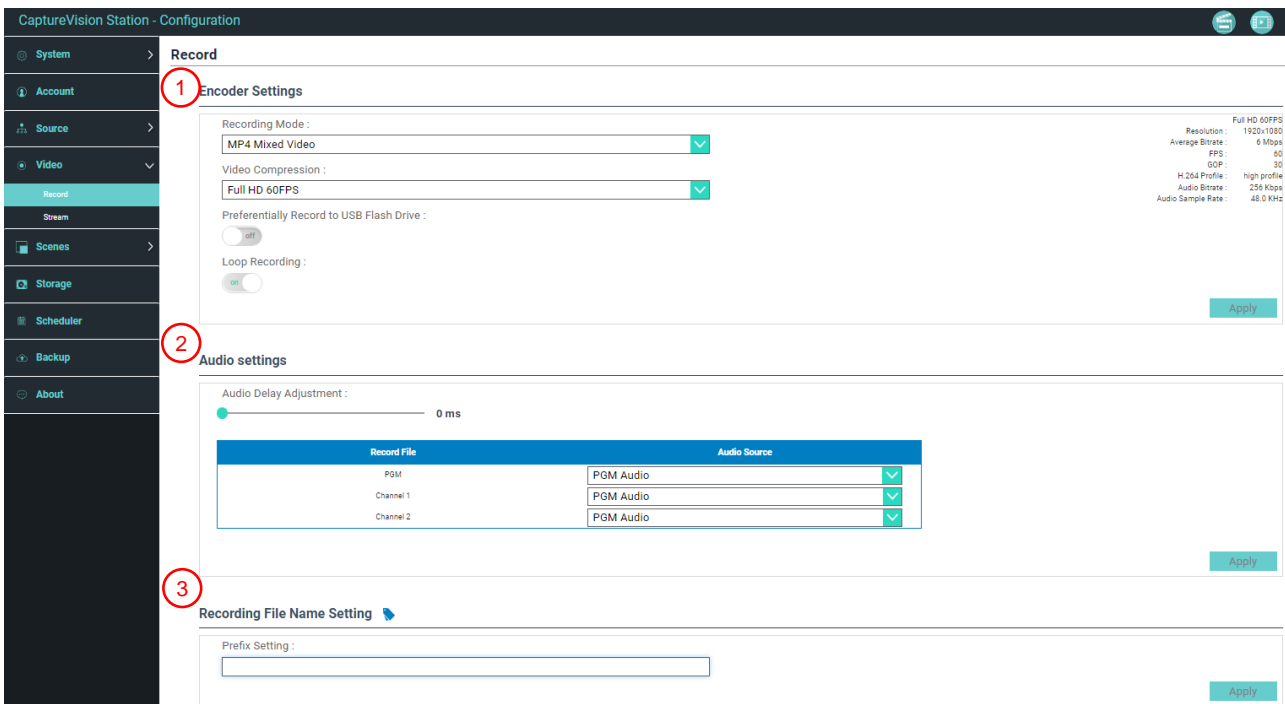 CaptureVision Station - Configuration
System
Account
Source
Video
Record
Stream
Scenes
Storage
Scheduler
Backup
About
Record
1
Encoder Settings
Recording Mode :
MP4 Mixed Video
Video Compression :
Full HD 60FPS
Preferentially Record to USB Flash Drive :
off
Loop Recording :
on
Full HD 60FPS
Resolution : 1920x1080
Average Bitrate : 6 Mbps
FPS : 60
GOP : 30
H.264 Profile : high profile
Audio Bitrate : 256 Kbps
Audio Sample Rate : 48.0 KHz
Apply
2
Audio settings
Audio Delay Adjustment :
0 ms
Record File Audio Source
PGM PGM Audio
Channel 1 PGM Audio
Channel 2 PGM Audio
Apply
3
Recording File Name Setting
Prefix Setting :
Apply